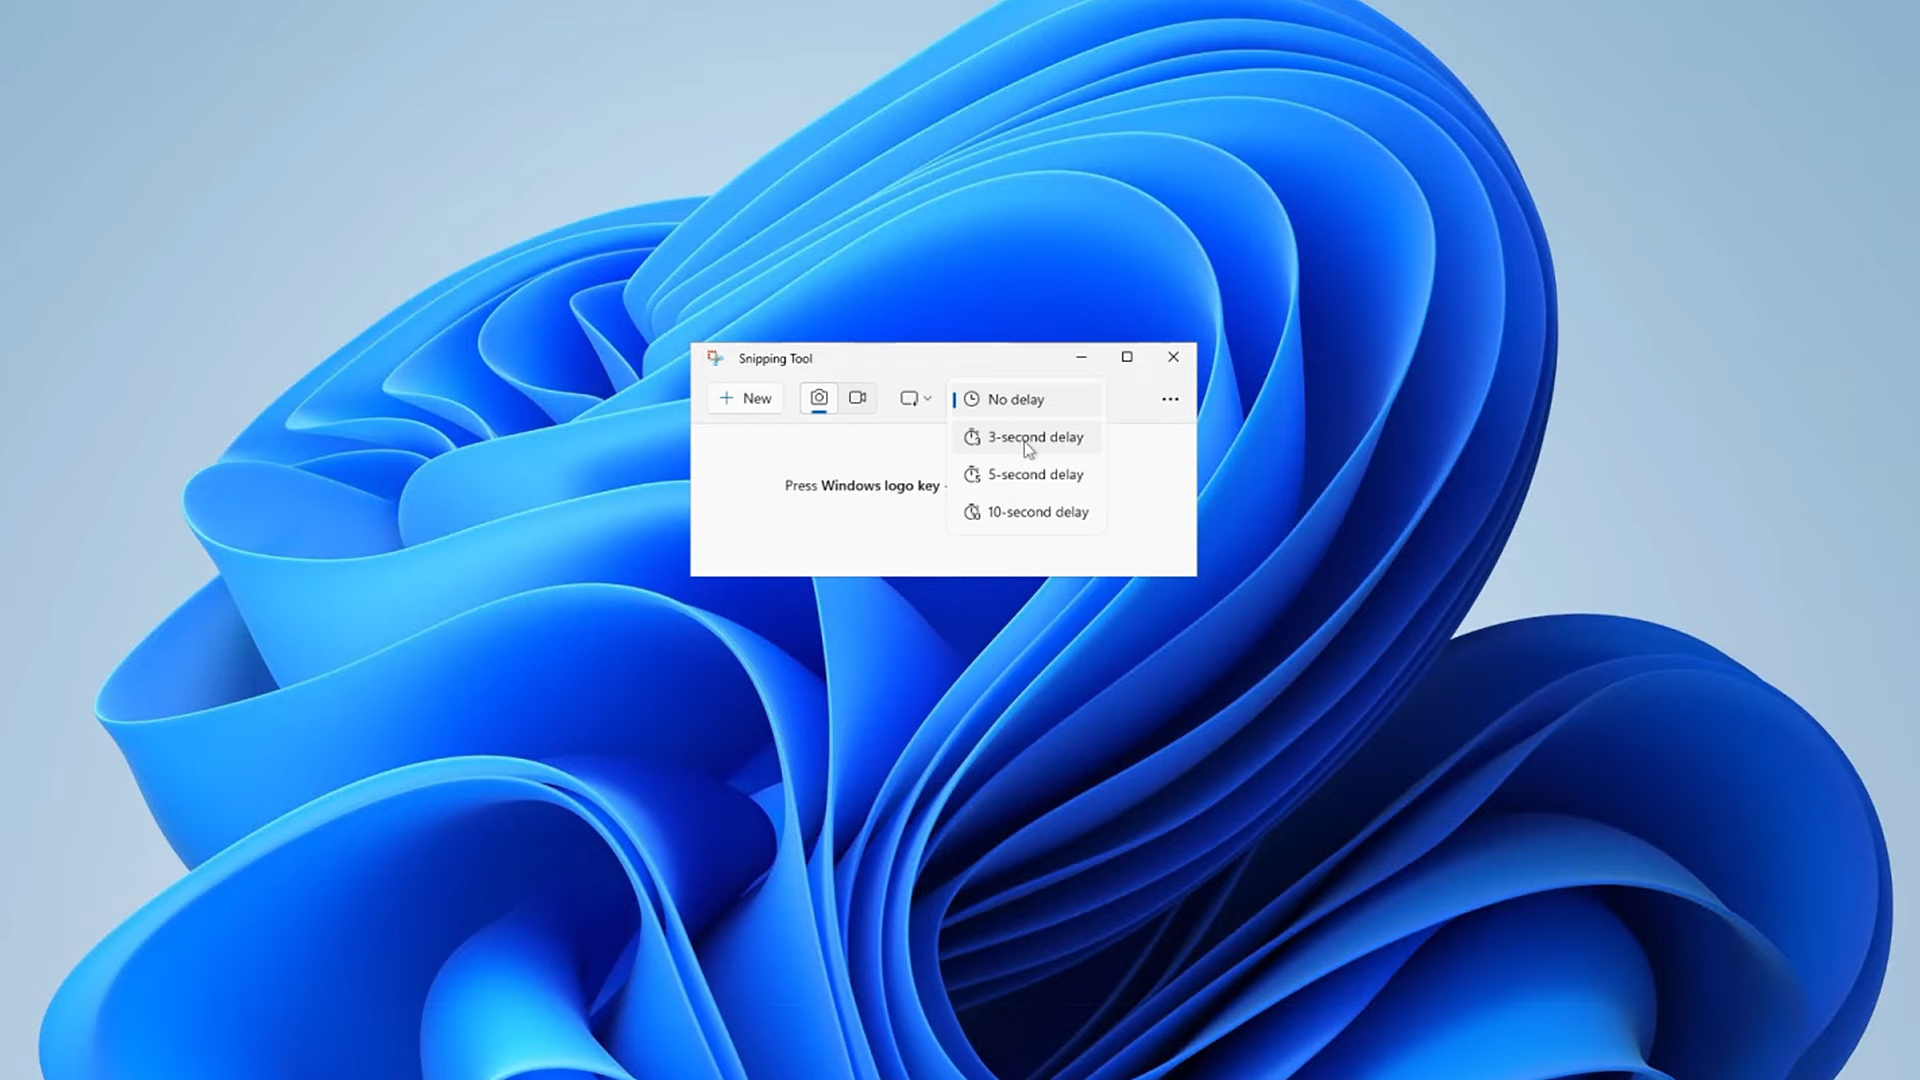 Snipping Tool
New
No delay
3-second delay
5-second delay
Press Windows logo key
10-second delay